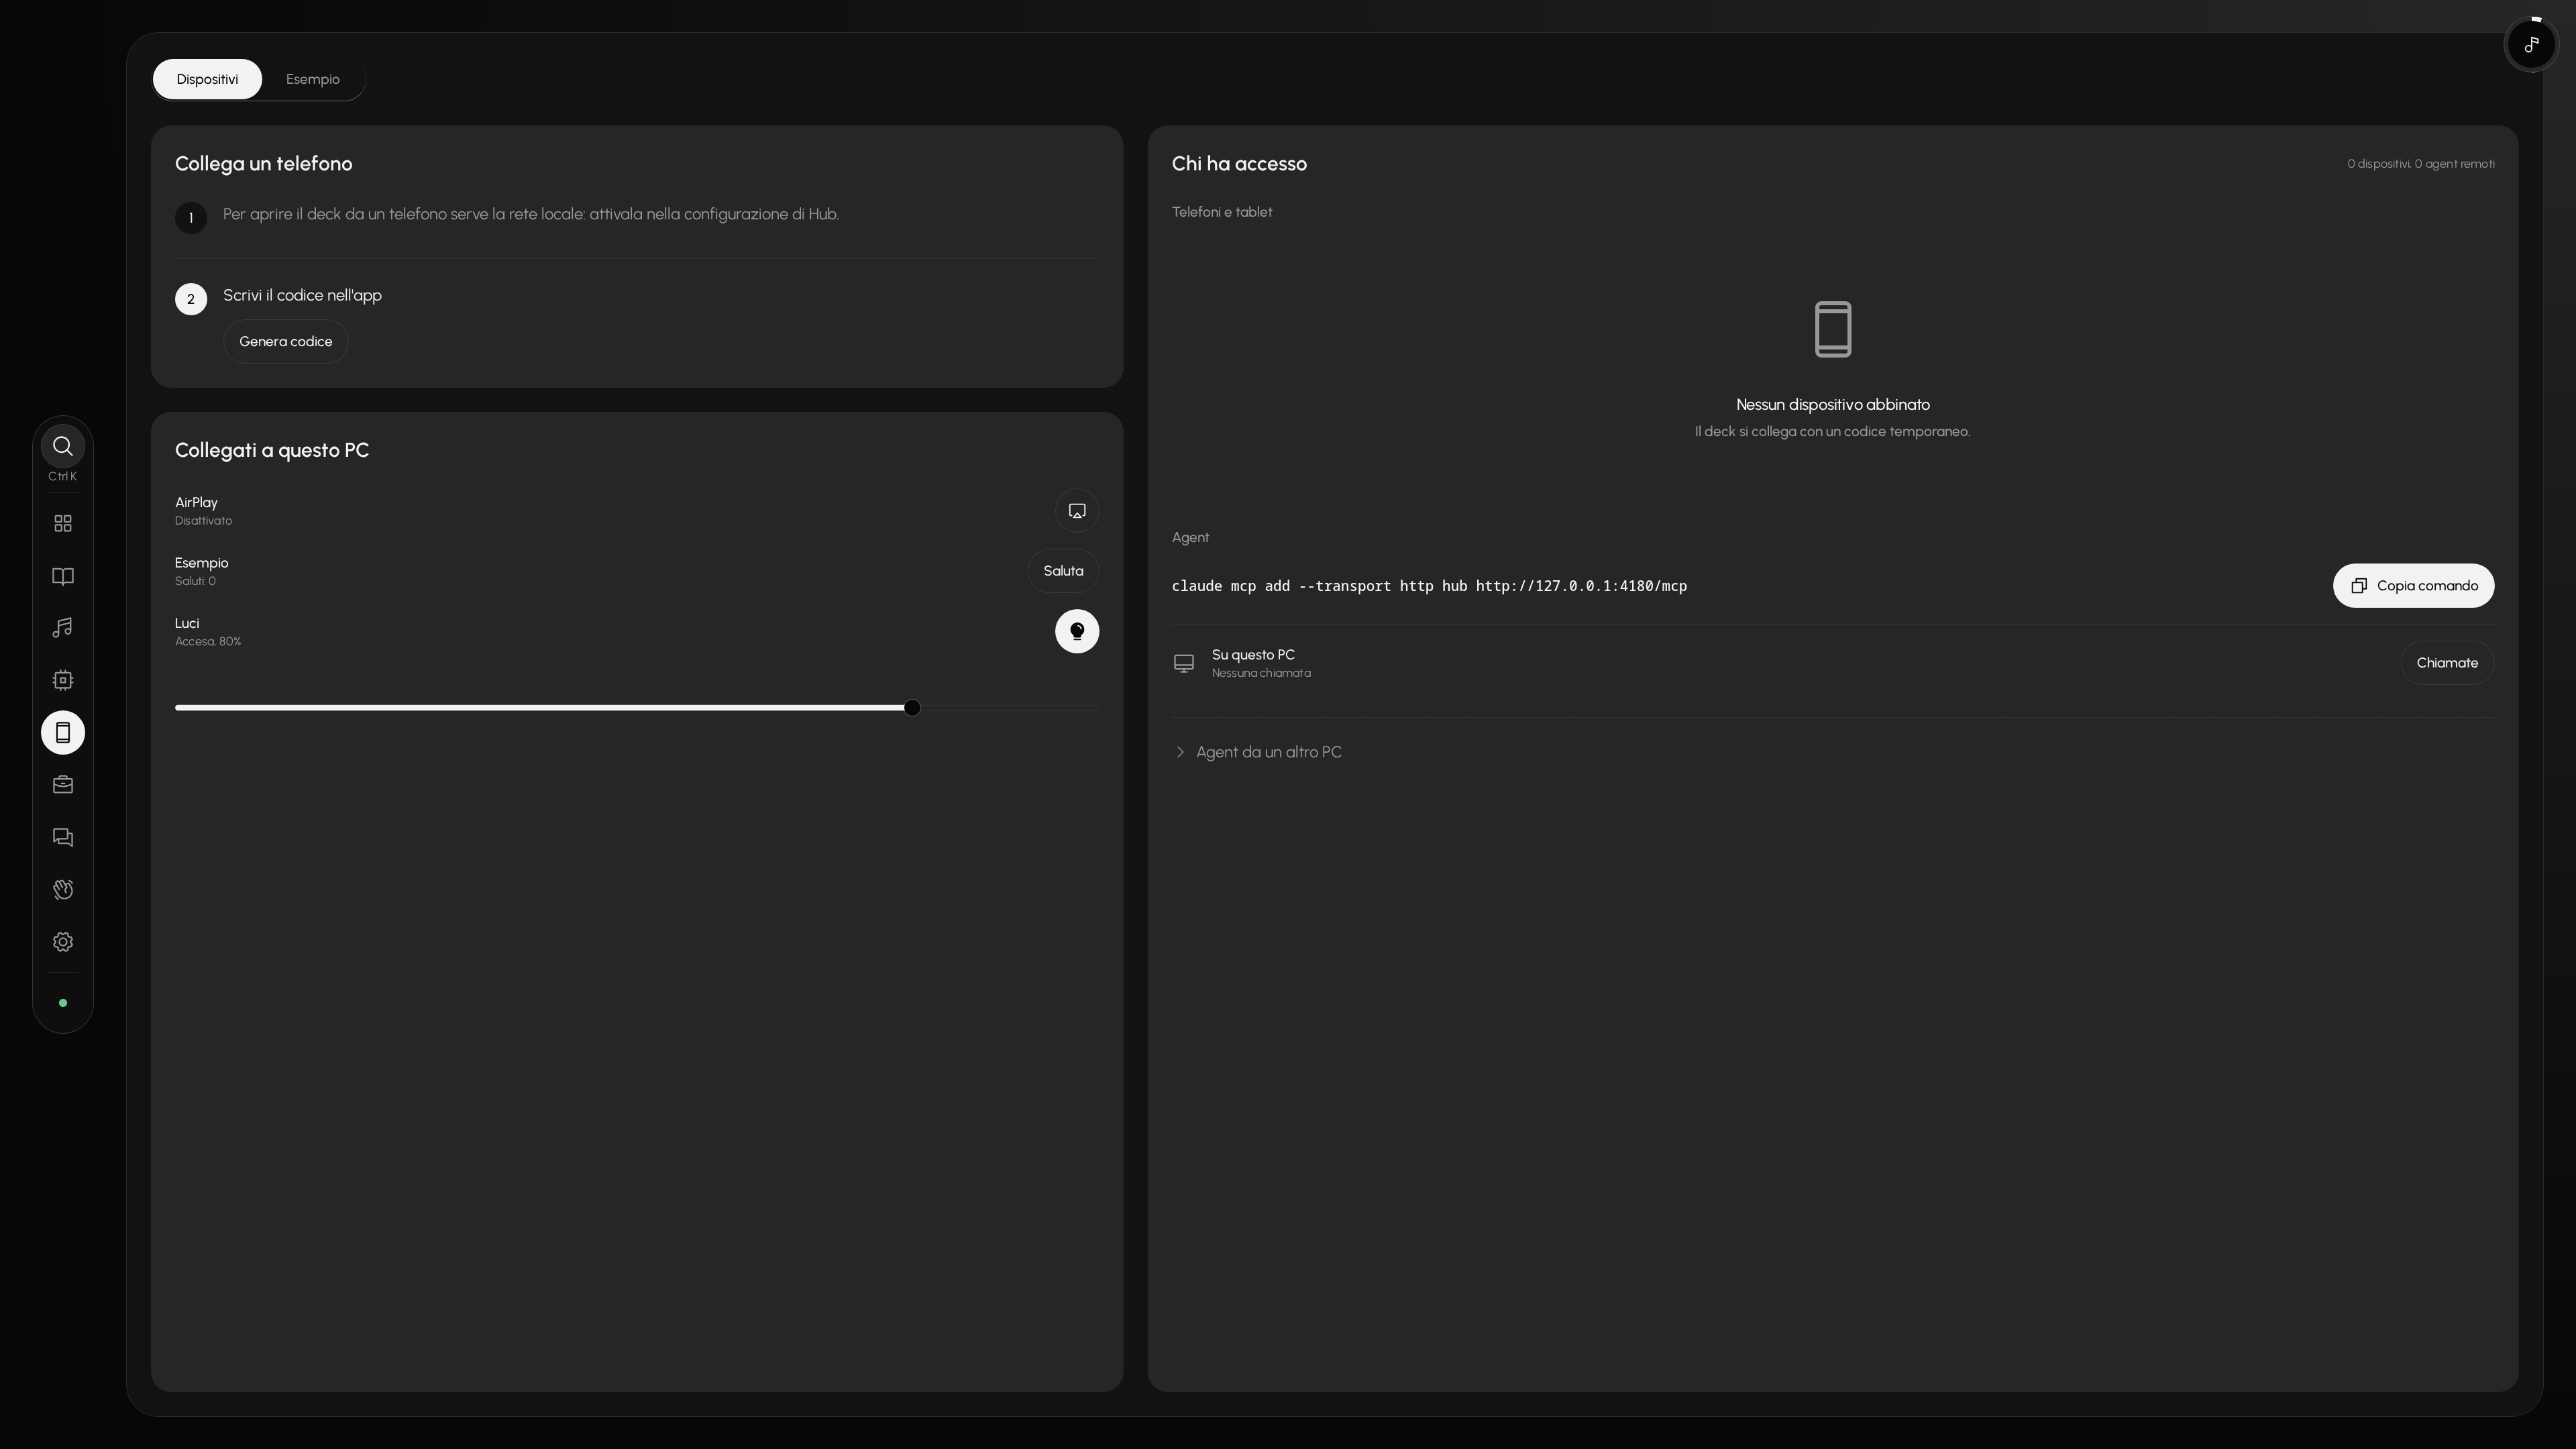 Dispositivi
Esempio
Collega un telefono
1
Per aprire il deck da un telefono serve la rete locale: attivala nella configurazione di Hub.
2
Scrivi il codice nell'app
Genera codice
Collegati a questo PC
AirPlay
Disattivato
Esempio
Saluti: 0
Saluta
Luci
Accesa, 80%
Chi ha accesso
0 dispositivi, 0 agent remoti
Telefoni e tablet
Nessun dispositivo abbinato
Il deck si collega con un codice temporaneo.
Agent
claude mcp add --transport http hub http://127.0.0.1:4180/mcp
Copia comando
Su questo PC
Nessuna chiamata
Chiamate
Agent da un altro PC
Ctrl K